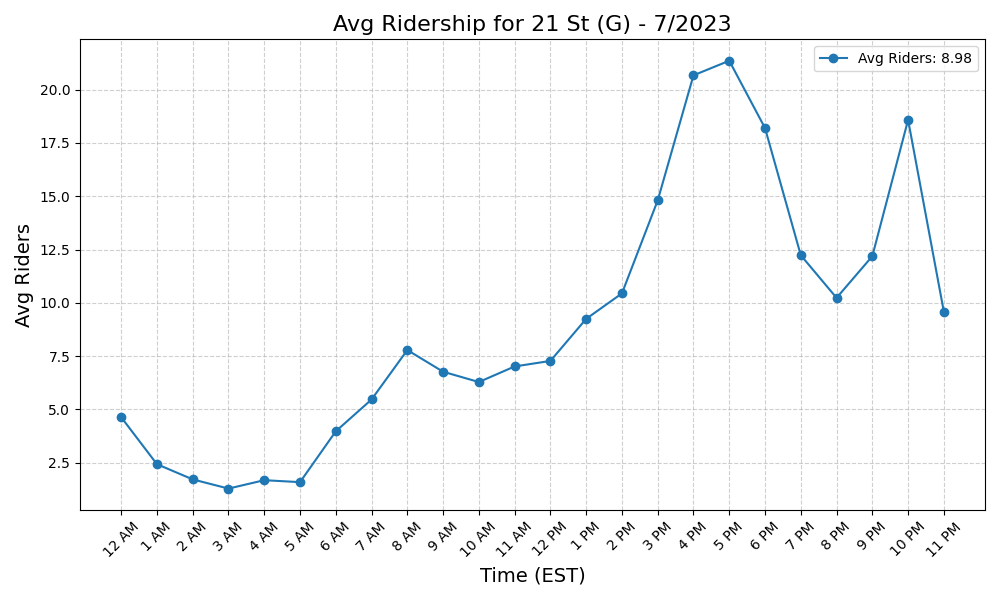 Avg Ridership for 21 St (G) - 7/2023
Avg Riders: 8.98
Avg Riders
20.0
17.5
15.0
12.5
10.0
7.5
5.0
2.5
12 AM
1 AM
2 AM
3 AM
4 AM
5 AM
6 AM
7 AM
8 AM
9 AM
10 AM
11 AM
12 PM
1 PM
2 PM
3 PM
4 PM
5 PM
6 PM
7 PM
8 PM
9 PM
10 PM
11 PM
Time (EST)